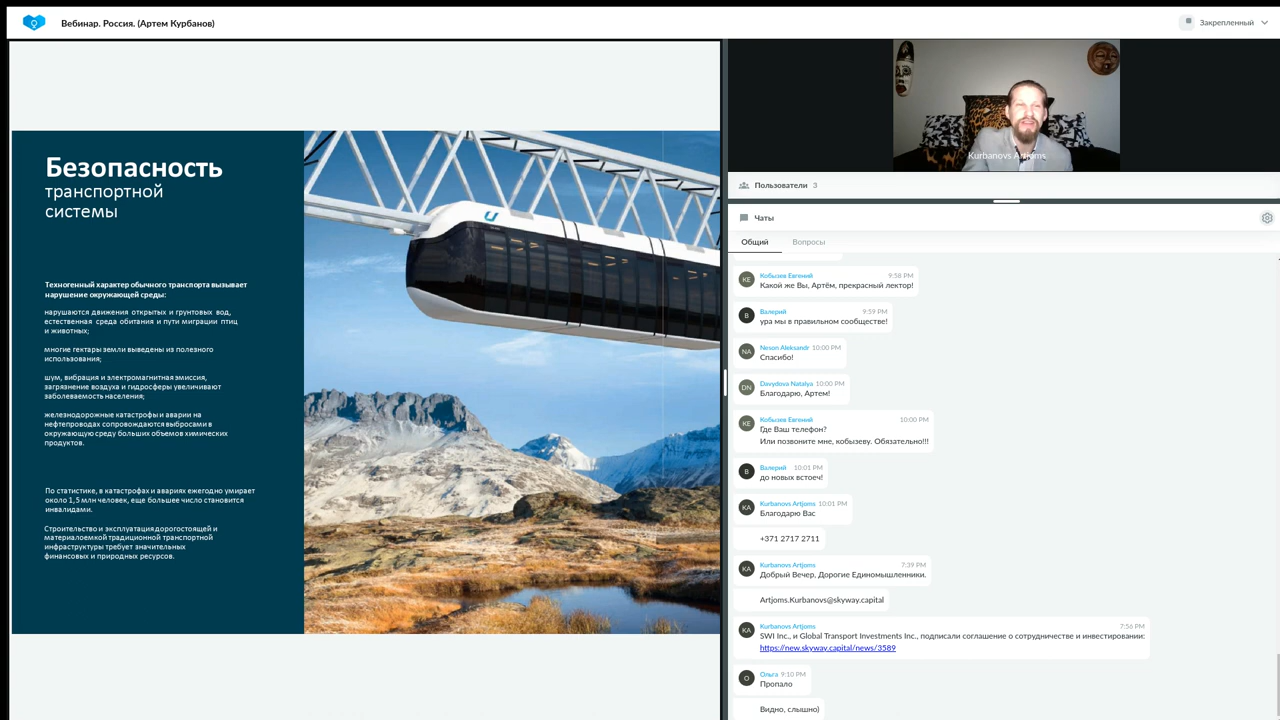 Вебинар. Россия. (Артем Курбанов)
Закрепленный
Безопасность
транспортной
системы
Техногенный характер обычного транспорта вызывает
нарушение окружающей среды:
нарушаются движения открытых и грунтовых вод,
естественная среда обитания и пути миграции птиц
и животных;
многие гектары земли выведены из полезного
использования;
шум, вибрация и электромагнитная эмиссия,
загрязнение воздуха и гидросферы увеличивают
заболеваемость населения;
железнодорожные катастрофы и аварии на
нефтепроводах сопровождаются выбросами в
окружающую среду больших объемов химических
продуктов.
По статистике, в катастрофах и авариях ежегодно умирает
около 1,5 млн человек, ещё большее число становится
инвалидами.
Строительство и эксплуатация дорогостоящей и
материалоемкой традиционной транспортной
инфраструктуры требует значительных
финансовых и природных ресурсов.
Kurbanovs Artjoms
Пользователи 3
Чаты
Общий Вопросы
KE Кобызев Евгений 9:58 PM
Какой же Вы, Артём, прекрасный лектор!
B Валерий 9:59 PM
ура мы в правильном сообществе!
NA Nexon Aleksandr 10:00 PM
Спасибо!
DN Davydova Natalya 10:00 PM
Благодарю, Артем!
KE Кобызев Евгений 10:00 PM
Где Ваш телефон?
Или позвоните мне, кобызеву. Обязательно!!!
B Валерий 10:01 PM
до новых встоеч!
KA Kurbanovs Artjoms 10:01 PM
Благодарю Вас
+371 2717 2711
KA Kurbanovs Artjoms 7:39 PM
Добрый Вечер, Дорогие Единомышленники.
Artjoms.Kurbanovs@skyway.capital
KA Kurbanovs Artjoms 7:56 PM
SWI Inc., и Global Transport Investments Inc., подписали соглашение о сотрудничестве и инвестировании:
https://new.skyway.capital/news/3589
O Ольга 9:10 PM
Пропало
Видно, слышно)